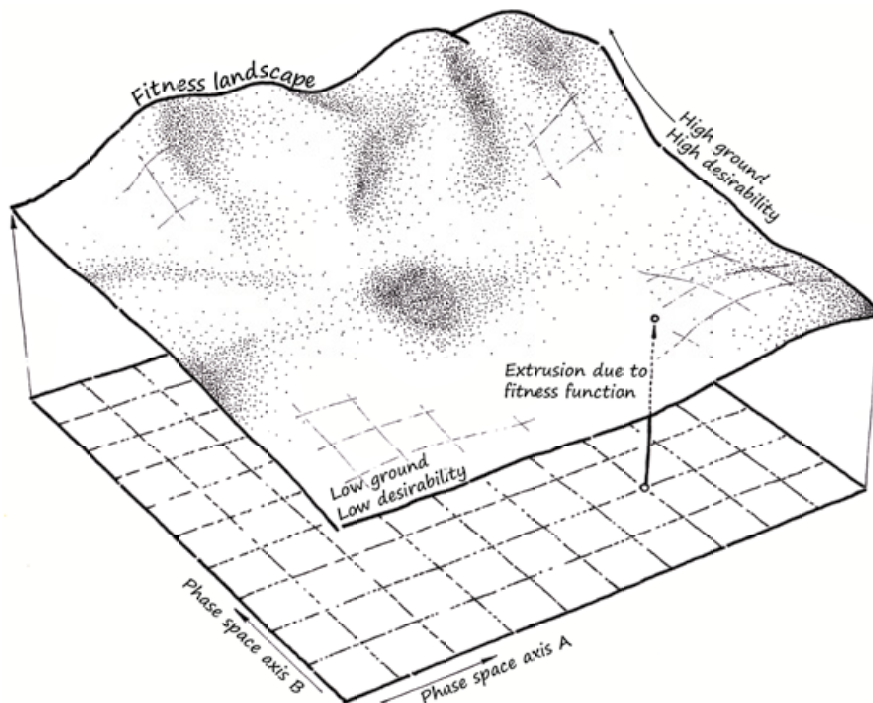 Fitness landscape
High ground
High desirability
Extrusion due to
fitness function
Low ground
Low desirability
Phase space axis B
Phase space axis A